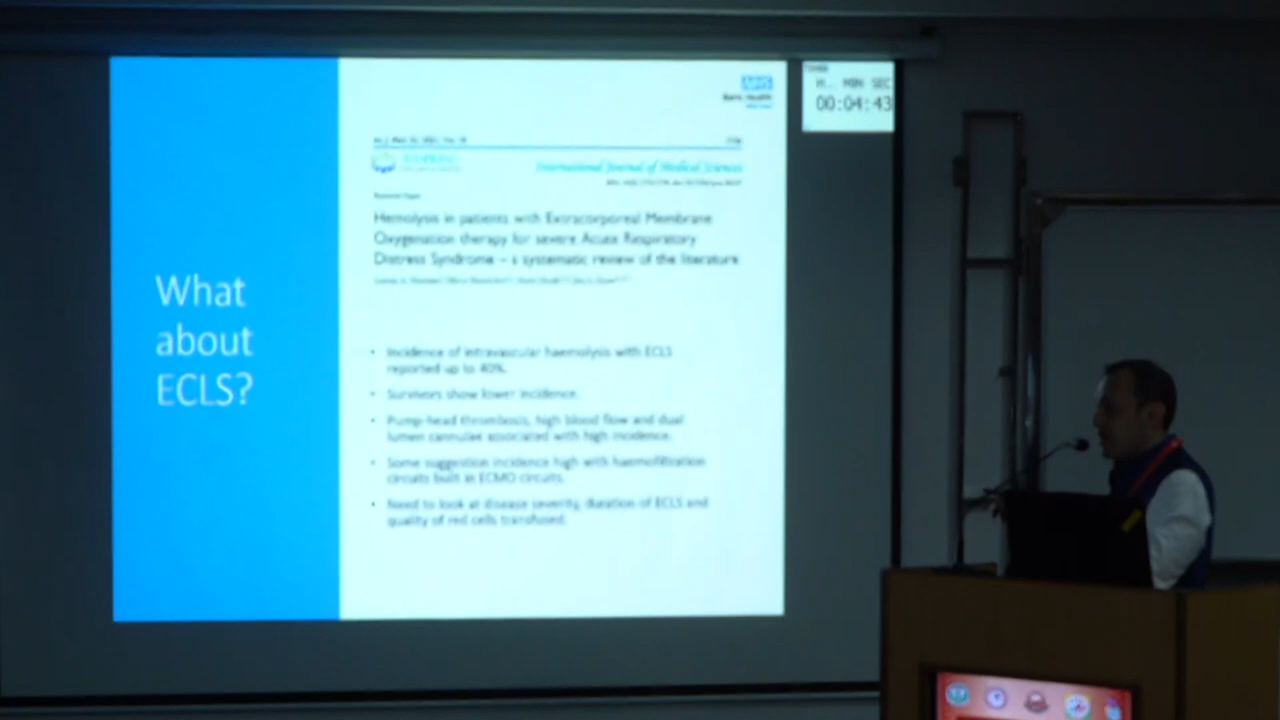 What
about
ECLS?
NHS
Barts Health
International Journal of Medical Sciences
Hemolysis in patients with Extracorporeal Membrane
Oxygenation therapy for severe Acute Respiratory
Distress Syndrome – a systematic review of the literature
• Incidence of intravascular haemolysis with ECLS
reported up to 40%.
• Survivors show lower incidence.
• Pump-head thrombosis, high blood flow and dual
lumen cannulae associated with high incidence.
• Some suggestion incidence high with haemofiltration
circuits built in ECMO circuits.
• Need to look at disease severity, duration of ECLS and
quality of red cells transfused.
H. MIN SEC
00:04:43